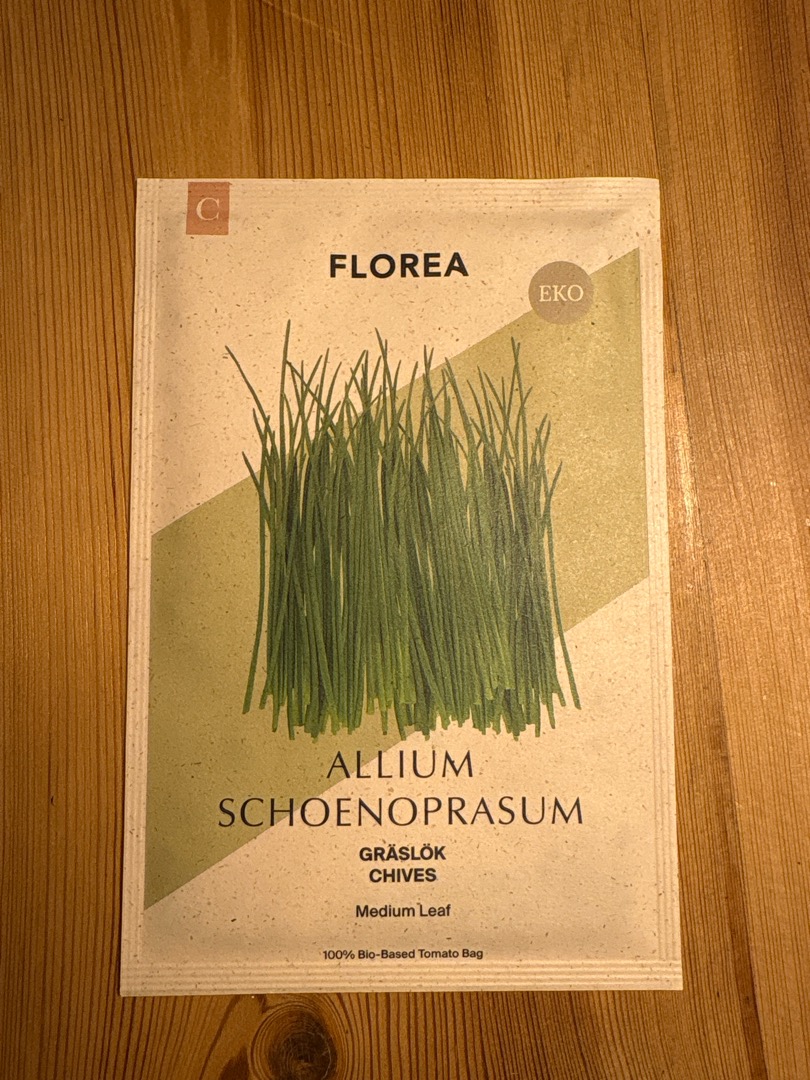 C
FLOREA
EKO
ALLIUM
SCHOENOPRASUM
GRÄSLÖK
CHIVES
Medium Leaf
100% Bio-Based Tomato Bag